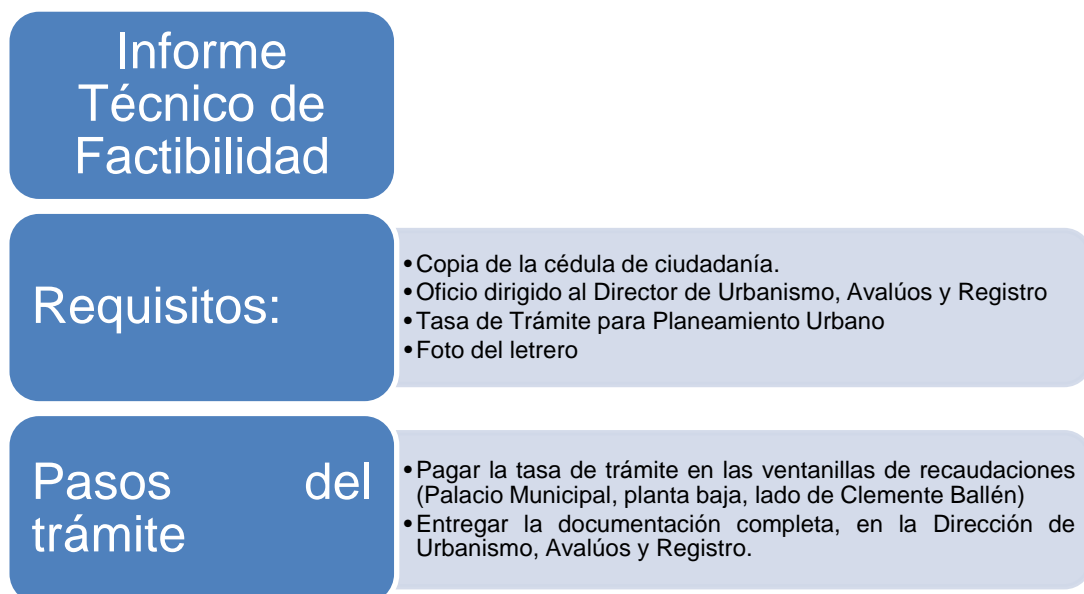 Informe
Técnico de
Factibilidad
Requisitos:
•Copia de la cédula de ciudadanía.
•Oficio dirigido al Director de Urbanismo, Avalúos y Registro
•Tasa de Trámite para Planeamiento Urbano
•Foto del letrero
Pasos del
trámite
•Pagar la tasa de trámite en las ventanillas de recaudaciones
(Palacio Municipal, planta baja, lado de Clemente Ballén)
•Entregar la documentación completa, en la Dirección de
Urbanismo, Avalúos y Registro.